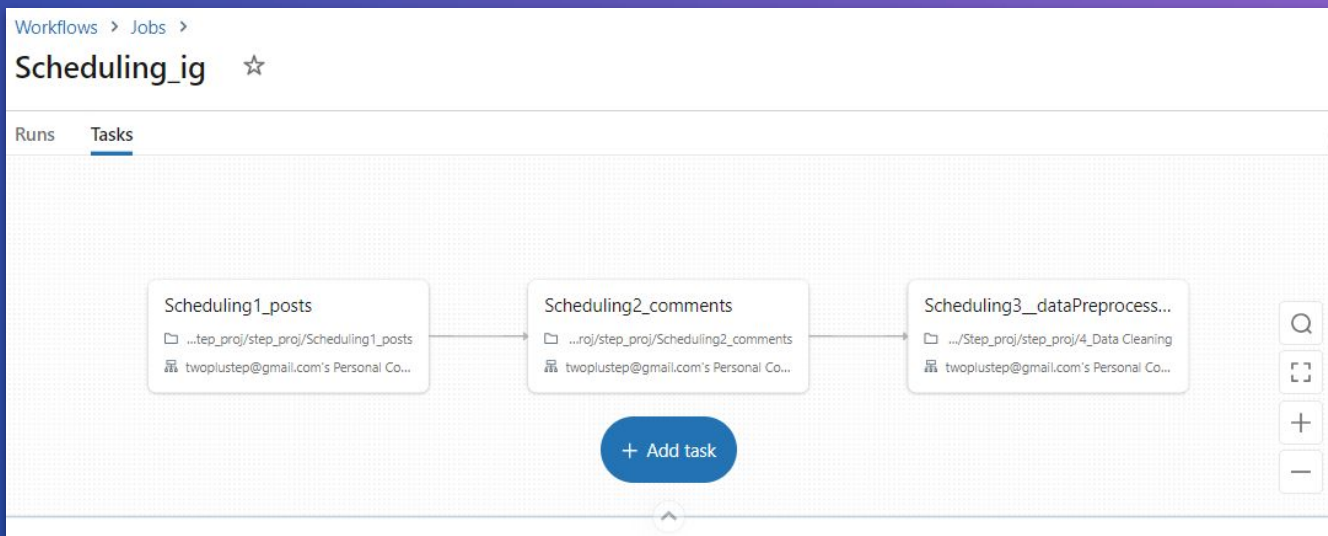 Workflows > Jobs >
Scheduling_ig
Runs Tasks
Scheduling1_posts
...tep_proj/step_proj/Scheduling1_posts
twoplustep@gmail.com's Personal Co...
Scheduling2_comments
...roj/step_proj/Scheduling2_comments
twoplustep@gmail.com's Personal Co...
Scheduling3__dataPreprocess...
.../Step_proj/step_proj/4_Data Cleaning
twoplustep@gmail.com's Personal Co...
+ Add task